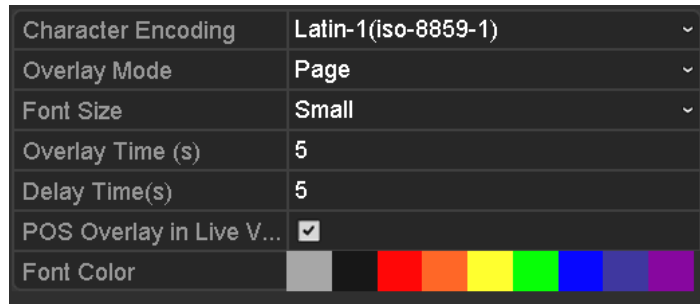 Character Encoding Latin-1(iso-8859-1)
Overlay Mode Page
Font Size Small
Overlay Time (s) 5
Delay Time(s) 5
POS Overlay in Live V...
Font Color